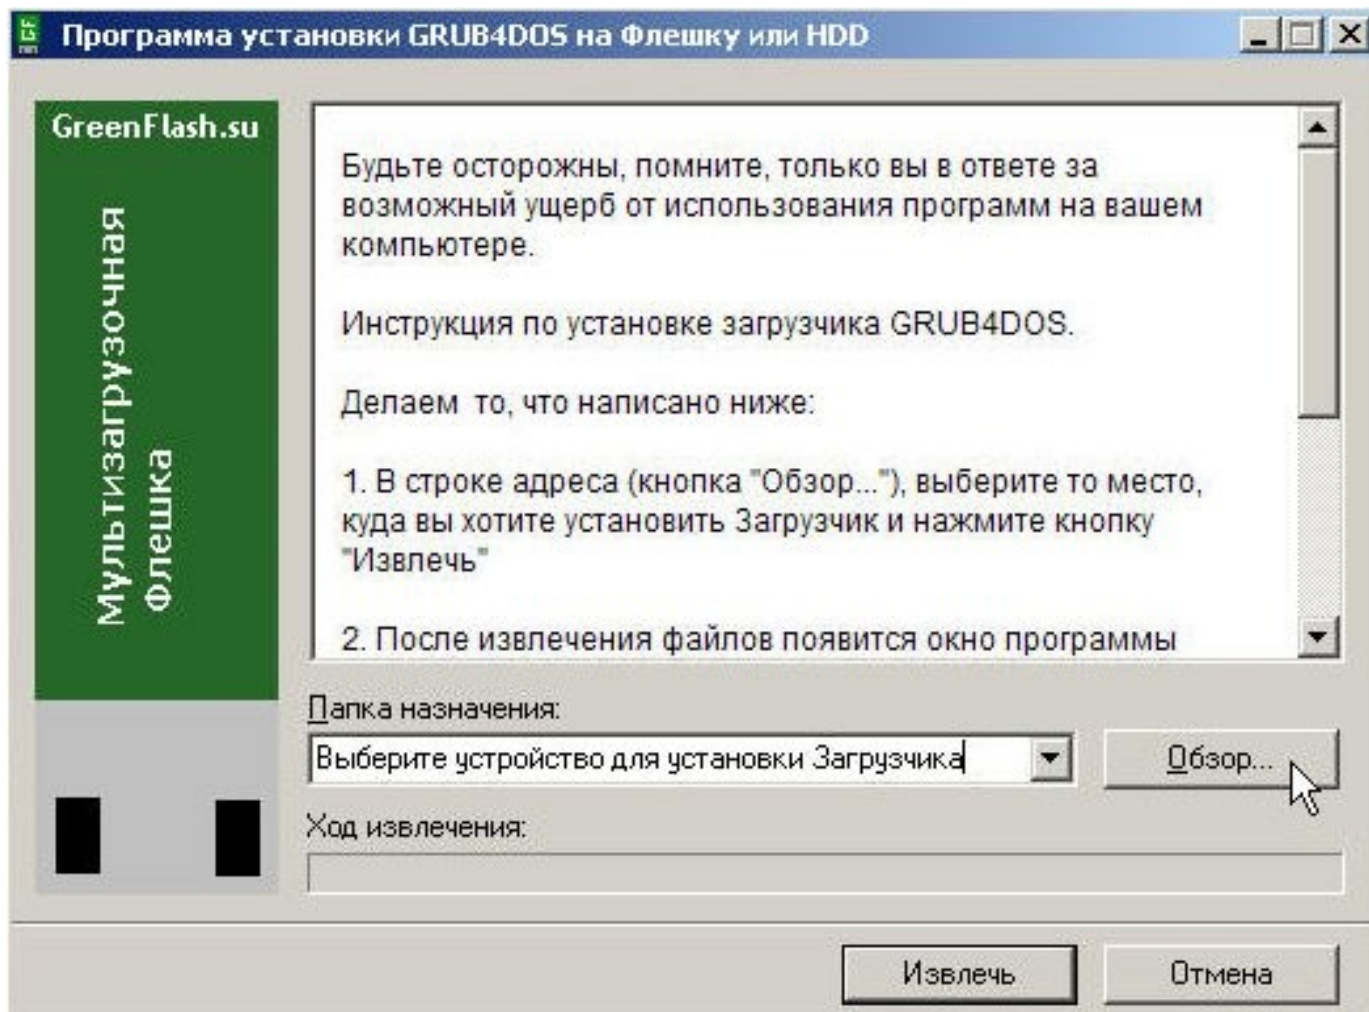 Программа установки GRUB4DOS на Флешку или HDD
GreenFlash.su
Мультизагрузочная
Флешка
Будьте осторожны, помните, только вы в ответе за
возможный ущерб от использования программ на вашем
компьютере.
Инструкция по установке загрузчика GRUB4DOS.
Делаем то, что написано ниже:
1. В строке адреса (кнопка "Обзор..."), выберите то место,
куда вы хотите установить Загрузчик и нажмите кнопку
"Извлечь"
2. После извлечения файлов появится окно программы
Папка назначения:
Выберите устройство для установки Загрузчика
Обзор...
Ход извлечения:
Извлечь
Отмена